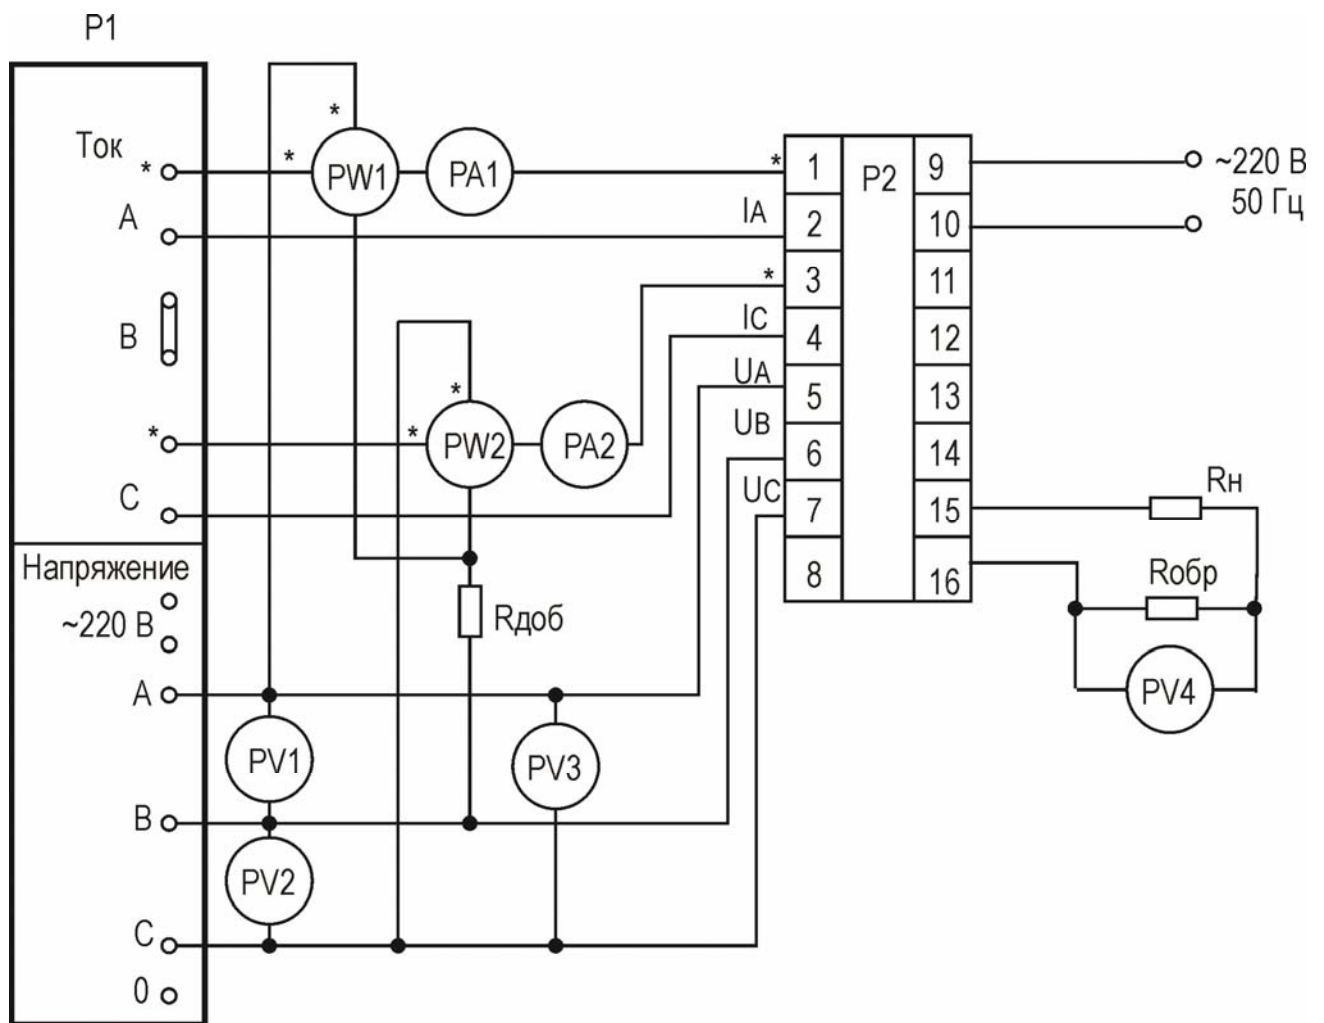 P1
Ток
*
A
B
*
C
Напряжение
~220 В
A
B
C
0
*
*
PW1
PA1
*
*
PW2
PA2
Rдоб
PV1
PV2
PV3
*
IA
*
IC
UA
UB
UC
1
2
3
4
5
6
7
8
P2
9
10
11
12
13
14
15
16
~220 В
50 Гц
Rн
Rобр
PV4